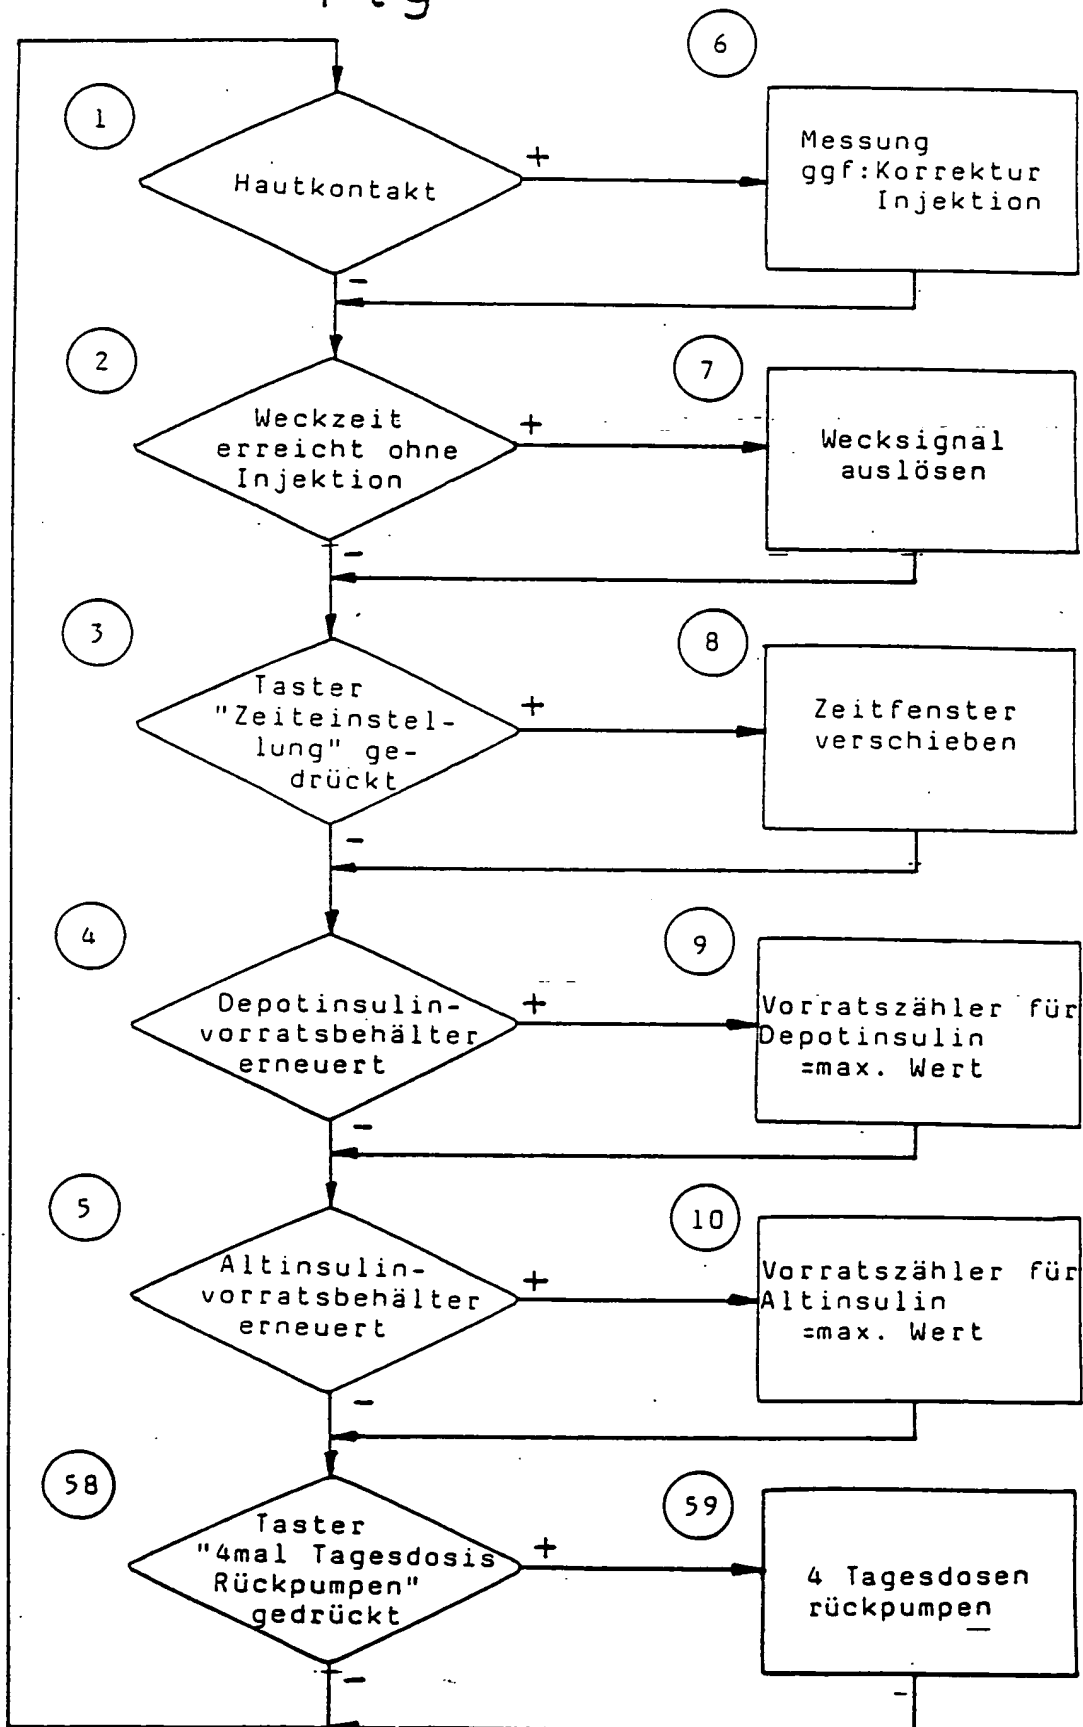 Fig
6
1
Hautkontakt
+
-
Messung
ggf:Korrektur
Injektion
2
Weckzeit
erreicht ohne
Injektion
+
-
7
Wecksignal
auslösen
3
Taster
"Zeiteinstel-
lung" ge-
drückt
+
-
8
Zeitfenster
verschieben
4
Depotinsulin-
vorratsbehälter
erneuert
+
-
9
Vorratszähler für
Depotinsulin
=max. Wert
5
Altinsulin-
vorratsbehälter
erneuert
+
-
10
Vorratszähler für
Altinsulin
=max. Wert
58
Taster
"4mal Tagesdosis
Rückpumpen"
gedrückt
+
-
59
4 Tagesdosen
rückpumpen